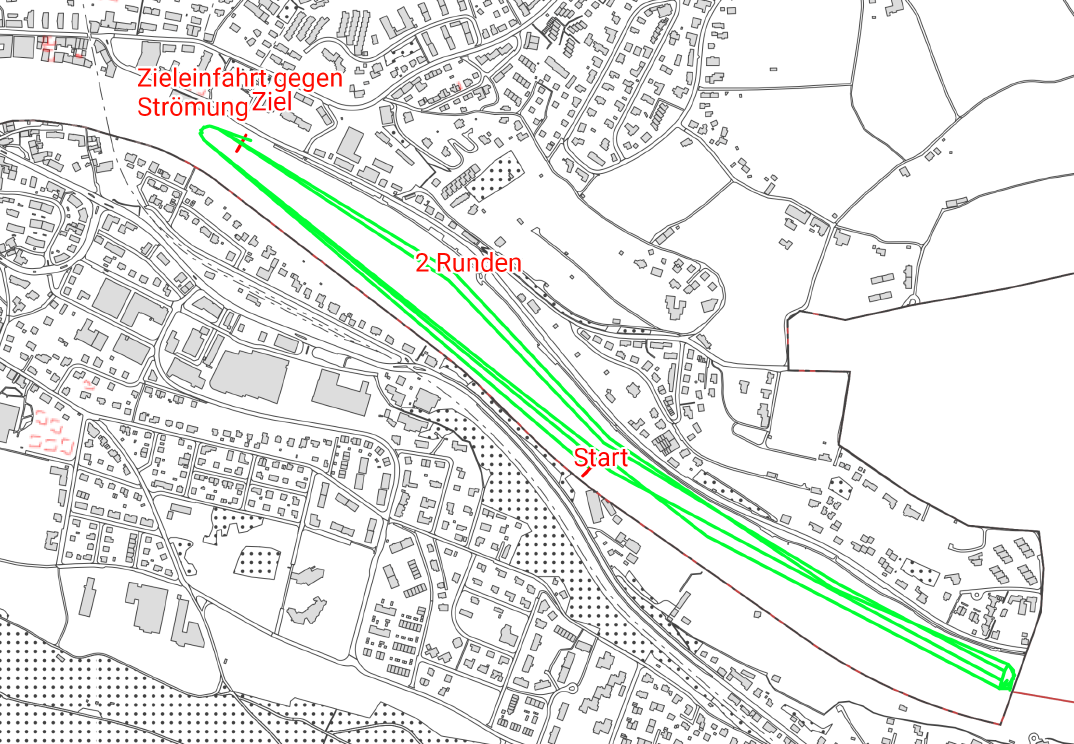 Zieleinfahrt gegen
Strömung
Ziel
2 Runden
Start